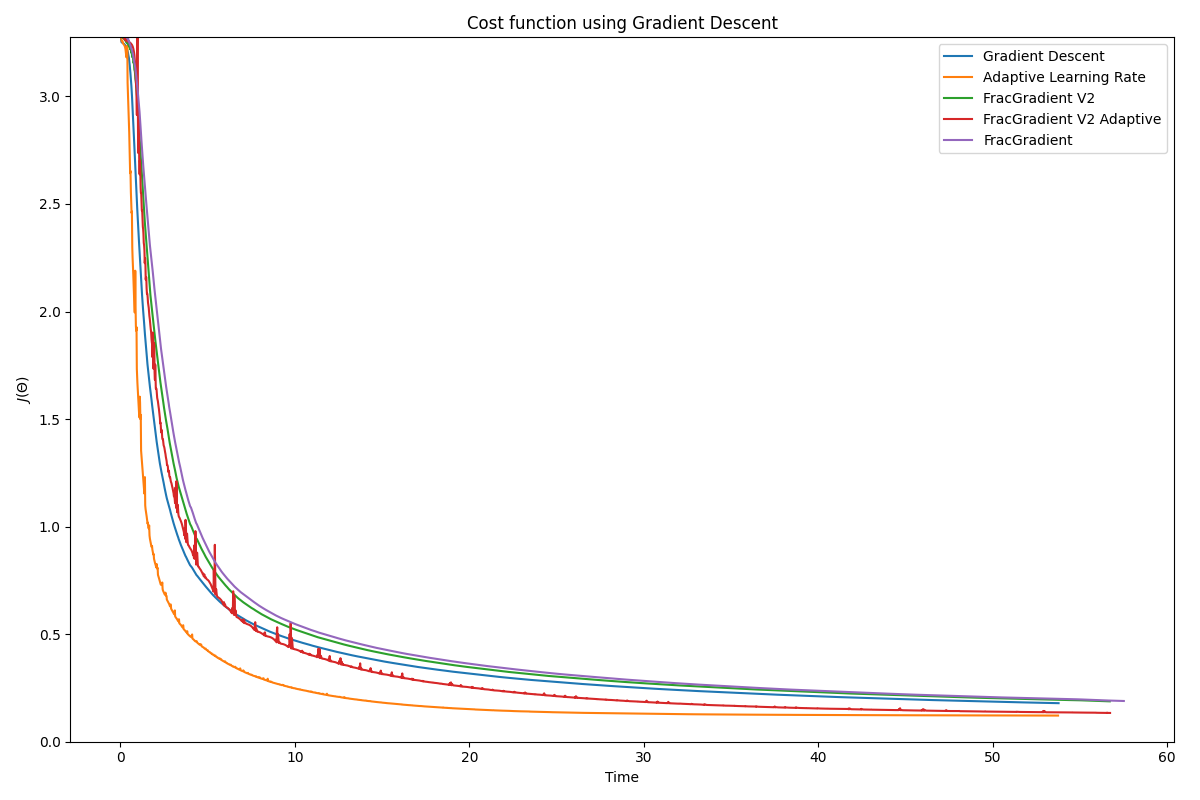 Cost function using Gradient Descent
Gradient Descent
Adaptive Learning Rate
FracGradient V2
FracGradient V2 Adaptive
FracGradient
3.0
2.5
2.0
1.5
1.0
0.5
0.0
J(Θ)
0 10 20 30 40 50 60
Time